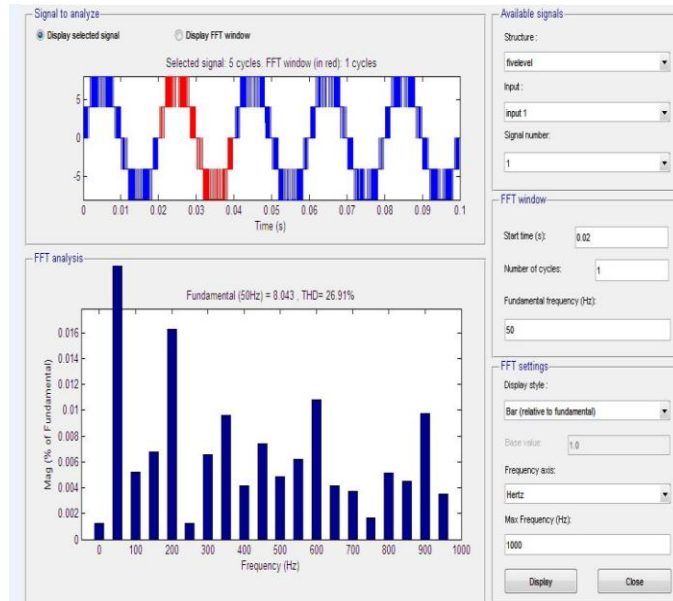 Signal to analyze
Display selected signal
Display FFT window
Selected signal: 5 cycles. FFT window (in red): 1 cycles
5
0
-5
0 0.01 0.02 0.03 0.04 0.05 0.06 0.07 0.08 0.09 0.1
Time (s)
FFT analysis
Fundamental (50Hz) = 8.043 , THD= 26.91%
0.016
0.014
0.012
0.01
0.008
0.006
0.004
0.002
0
Mag (% of Fundamental)
0 100 200 300 400 500 600 700 800 900 1000
Frequency (Hz)
Available signals
Structure :
fivelevel
Input :
input 1
Signal number:
1
FFT window
Start time (s): 0.02
Number of cycles: 1
Fundamental frequency (Hz):
50
FFT settings
Display style :
Bar (relative to fundamental)
Base value: 1.0
Frequency axis:
Hertz
Max Frequency (Hz):
1000
Display Close